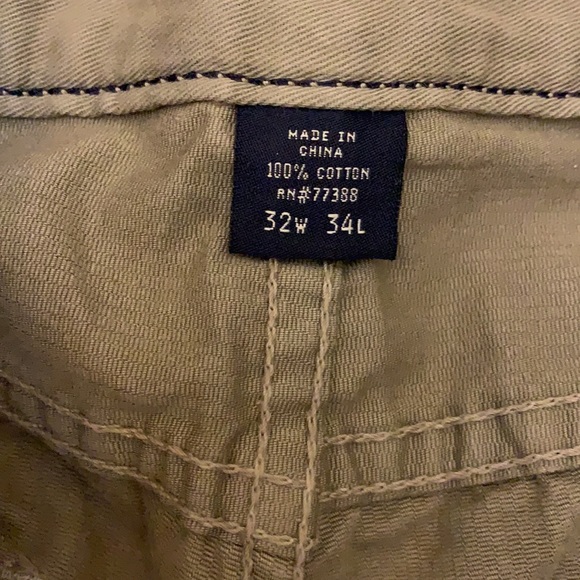 MADE IN
CHINA
100% COTTON
RN#77388
32W 34L